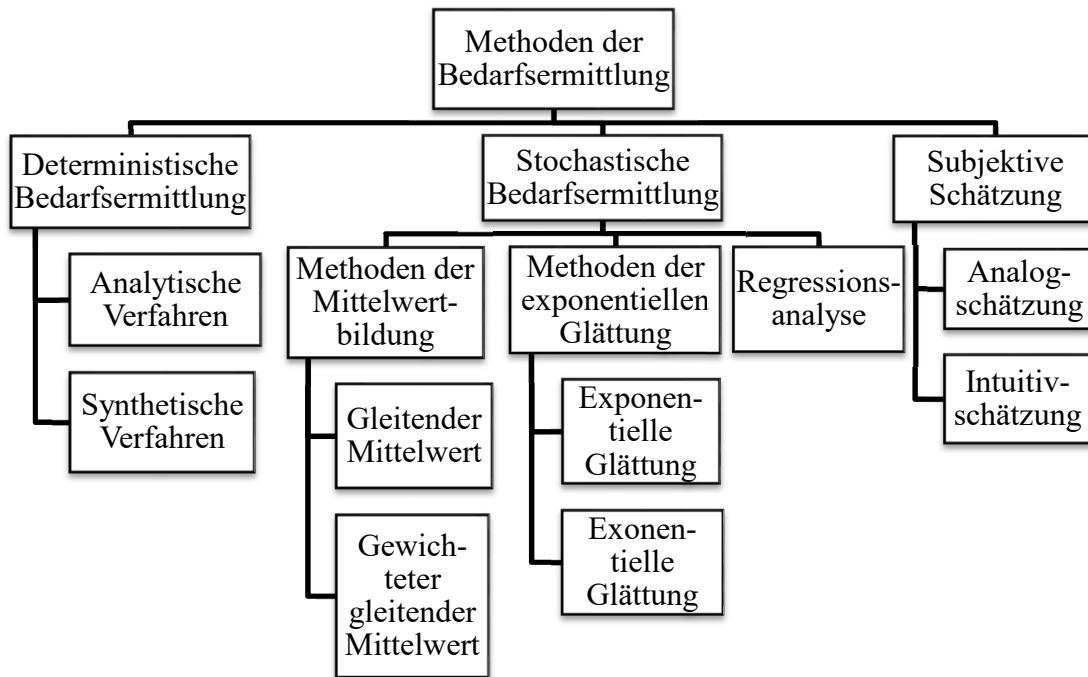 Methoden der
Bedarfsermittlung
Deterministische
Bedarfsermittlung
Stochastische
Bedarfsermittlung
Subjektive
Schätzung
Analytische
Verfahren
Synthetische
Verfahren
Methoden der
Mittelwert-
bildung
Gleitender
Mittelwert
Gewich-
teter
gleitender
Mittelwert
Methoden der
exponentiellen
Glättung
Exponen-
tielle
Glättung
Exonen-
tielle
Glättung
Regressions-
analyse
Analog-
schätzung
Intuitiv-
schätzung